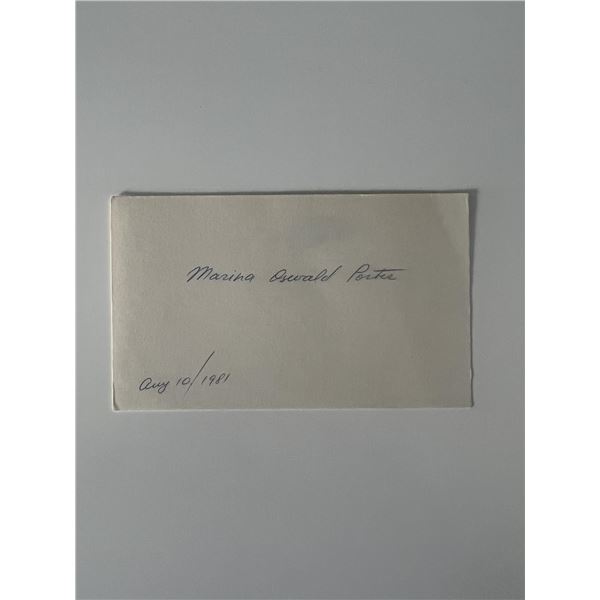 Marina Oswald Porter
Aug 10/1981